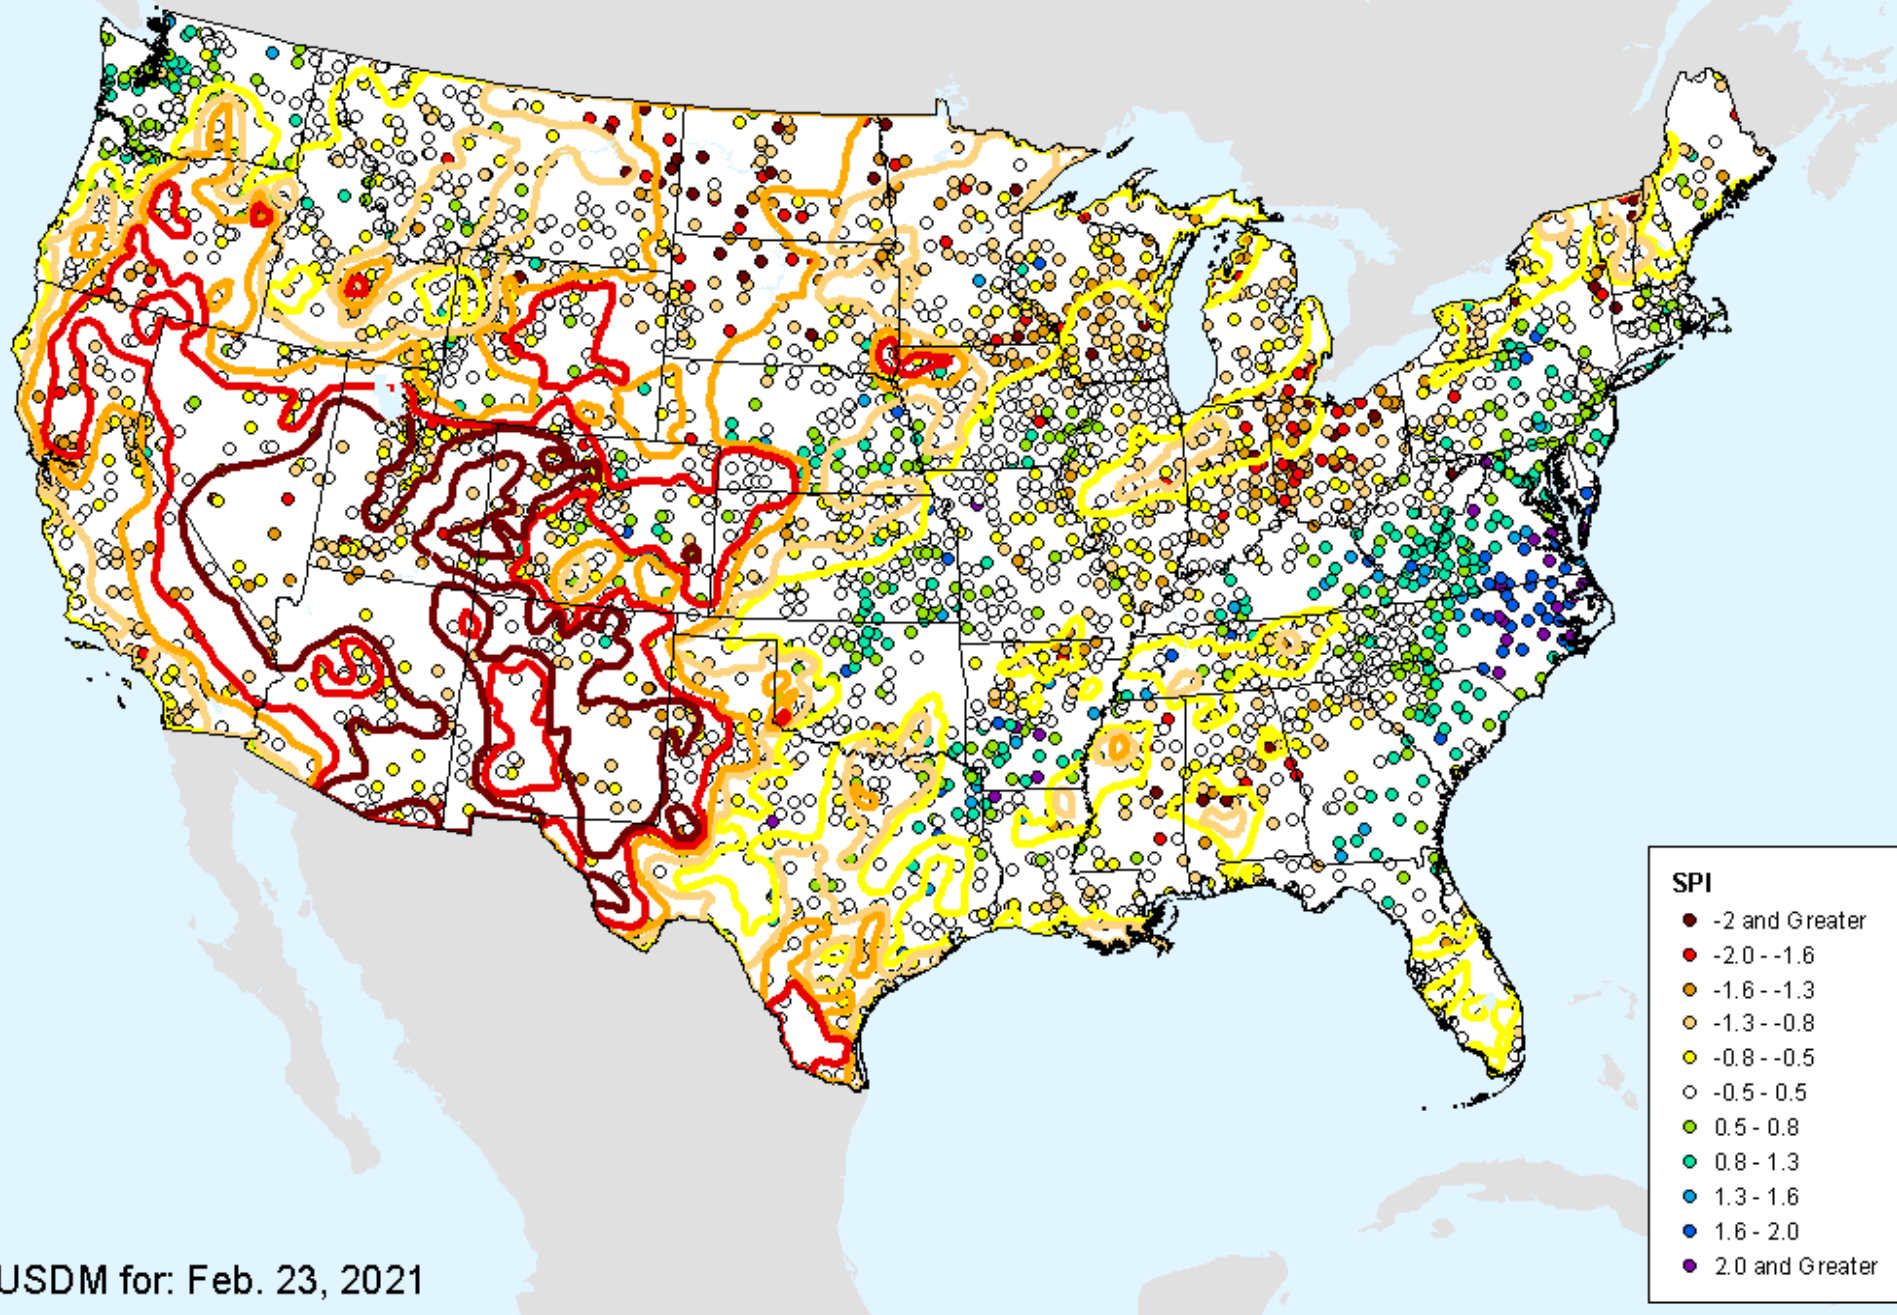 SPI
-2 and Greater
-2.0 - -1.6
-1.6 - -1.3
-1.3 - -0.8
-0.8 - -0.5
-0.5 - 0.5
0.5 - 0.8
0.8 - 1.3
1.3 - 1.6
1.6 - 2.0
2.0 and Greater
USDM for: Feb. 23, 2021